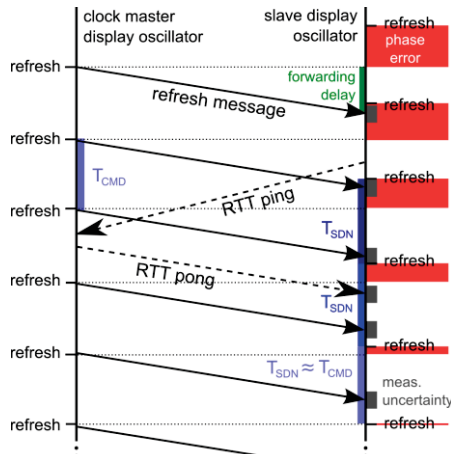 clock master
display oscillator
slave display
oscillator
refresh
phase
error
refresh
forwarding
delay
refresh message
refresh
refresh
T_CMD
refresh
RTT ping
refresh
T_SDN
refresh
RTT pong
refresh
T_SDN
refresh
refresh
T_SDN ≈ T_CMD
meas.
uncertainty
refresh
refresh